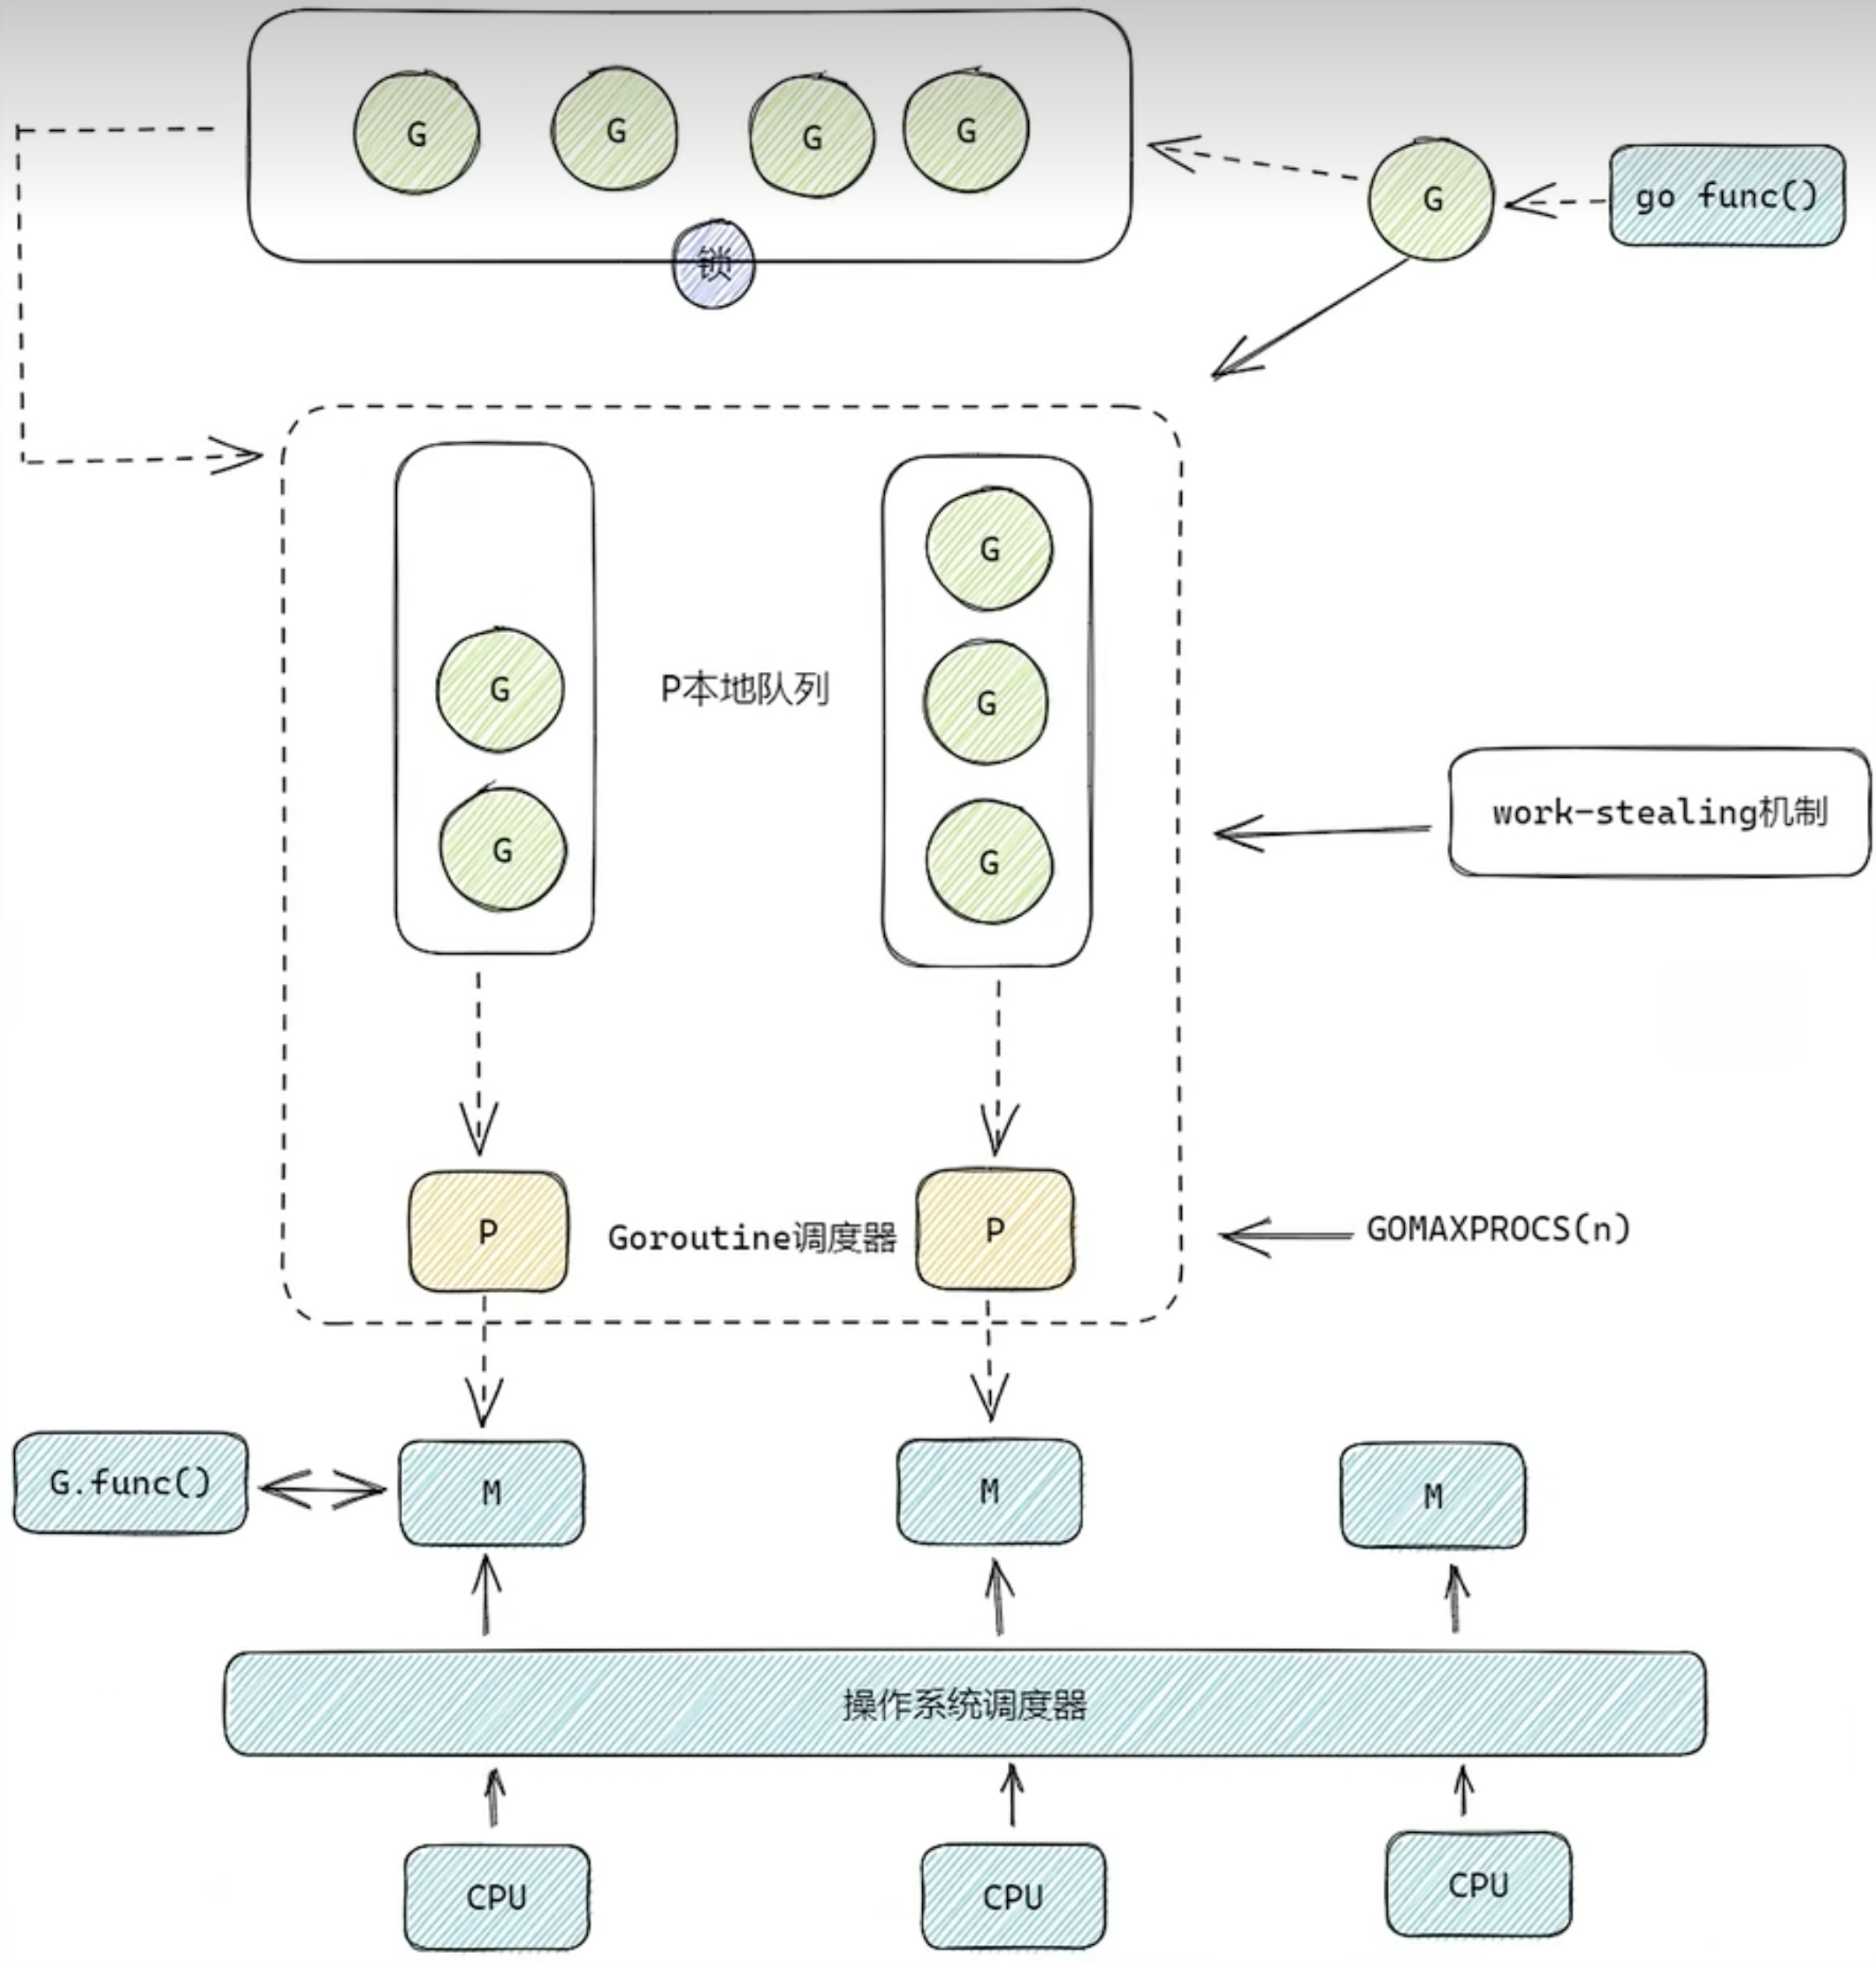 G
G
G
G
G
go func()
锁
G
G
P本地队列
G
G
G
work-stealing机制
P
Goroutine调度器
P
GOMAXPROCS(n)
G.func()
M
M
M
操作系统调度器
CPU
CPU
CPU